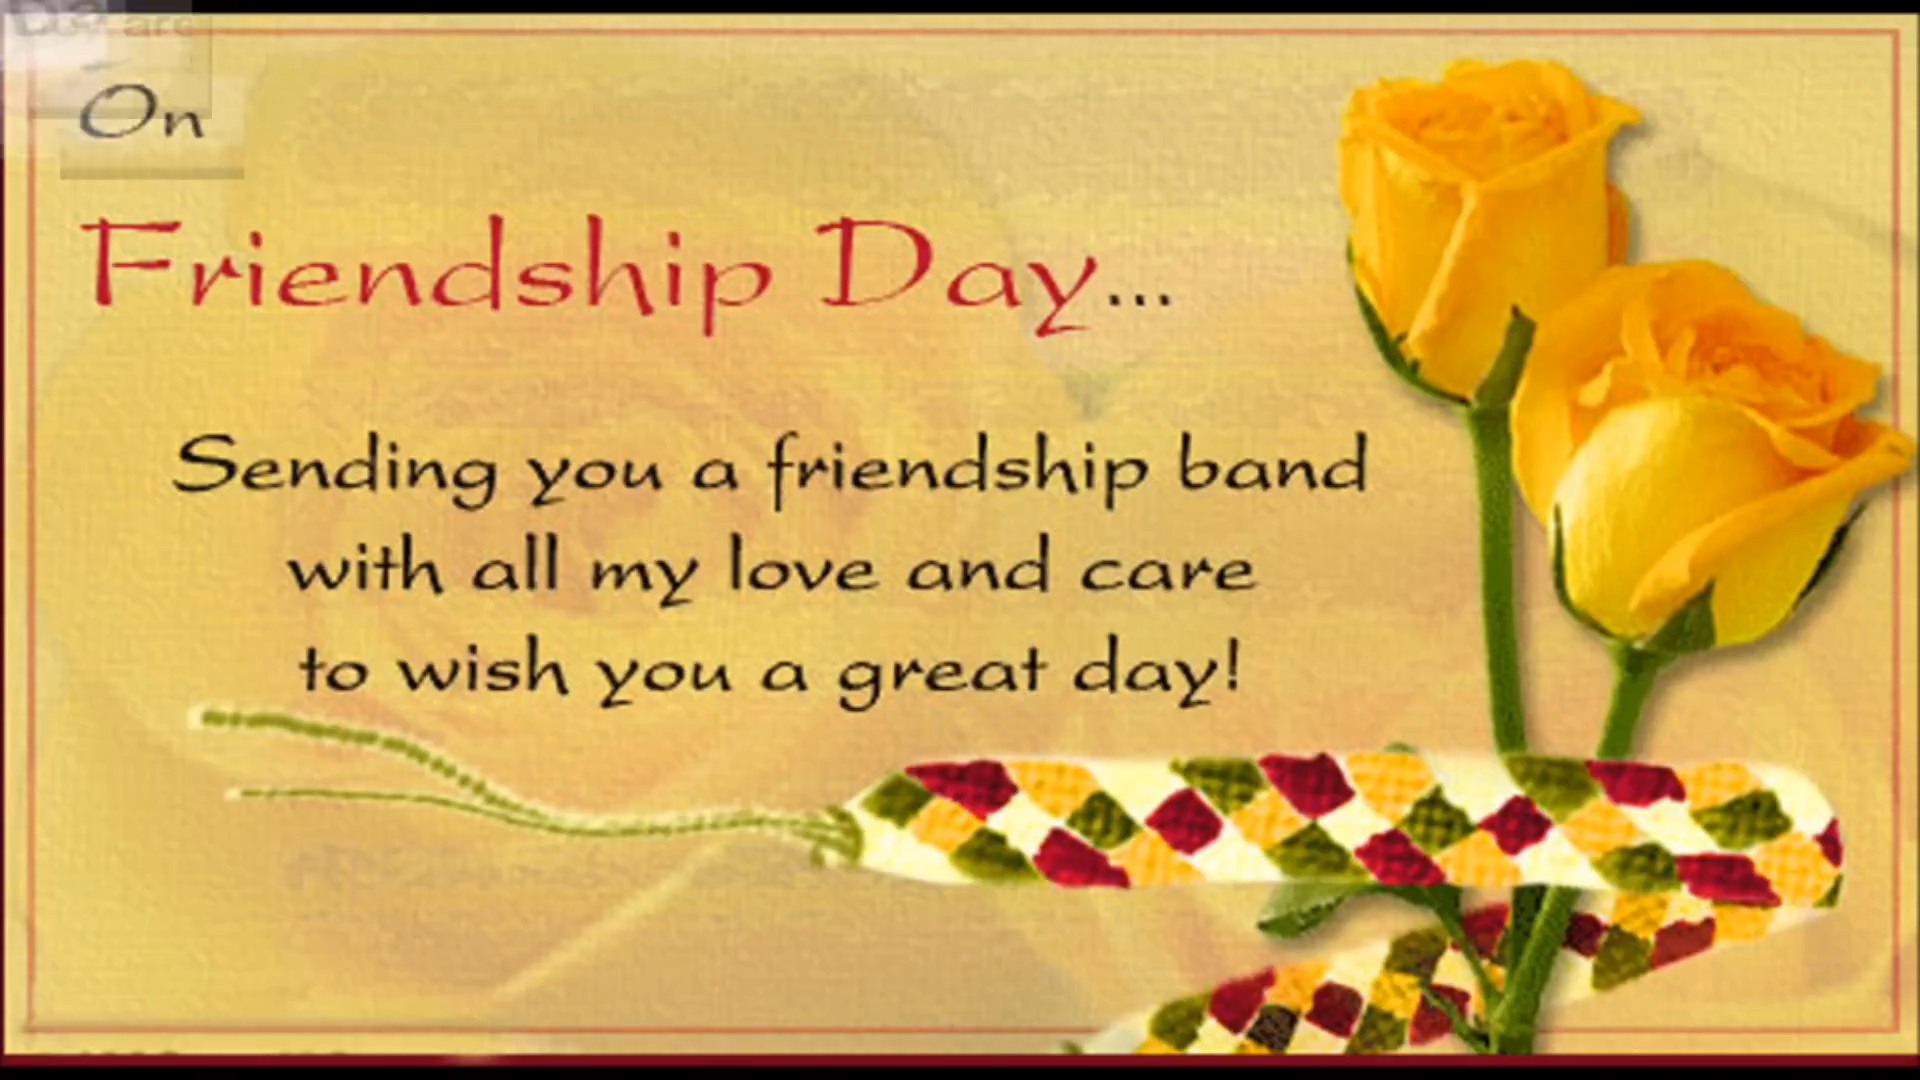 On
Friendship Day...
Sending you a friendship band
with all my love and care
to wish you a great day!